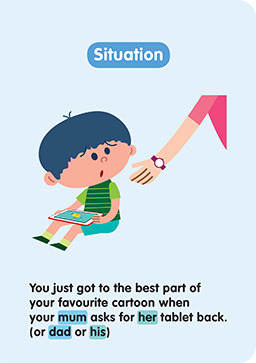 Situation
You just got to the best part of
your favourite cartoon when
your mum asks for her tablet back.
(or dad or his)